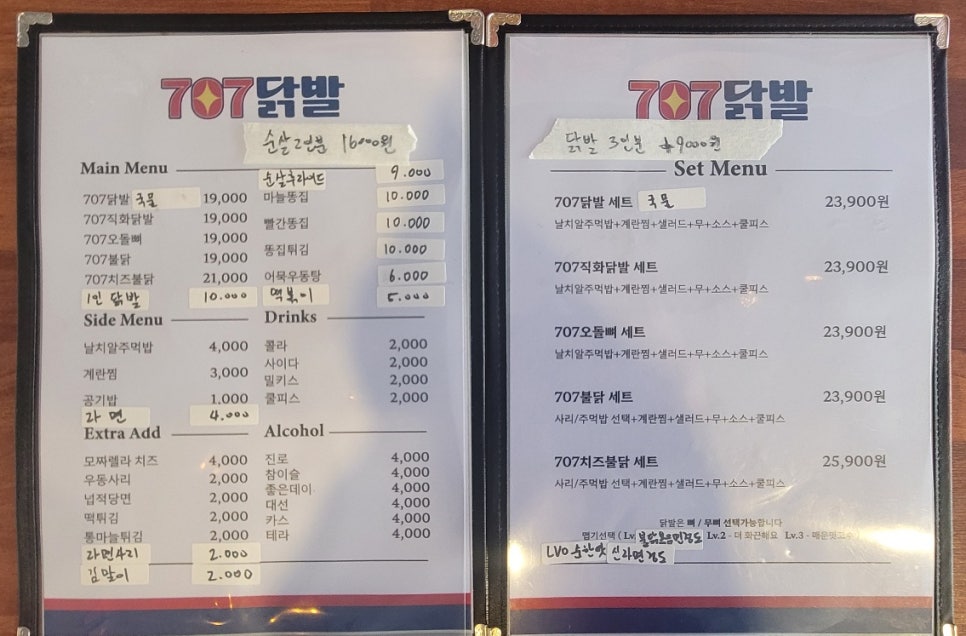 707닭발
순살2인분 16000원
Main Menu
707닭발 국물 19,000
707직화닭발 19,000
707오돌뼈 19,000
707불닭 19,000
707치즈불닭 21,000
1인 닭발 10.000
순살후라이드 9.000
마늘똥집 10.000
빨간똥집 10.000
똥집튀김 10.000
어묵우동탕 6.000
떡볶이 5.000
Side Menu
날치알주먹밥 4,000
계란찜 3,000
공기밥 1,000
라면 4.000
Drinks
콜라 2,000
사이다 2,000
밀키스 2,000
쿨피스 2,000
Extra Add
모짜렐라 치즈 4,000
우동사리 2,000
넙적당면 2,000
떡튀김 2,000
통마늘튀김 2,000
라면사리 2.000
김말이 2.000
Alcohol
진로 4,000
참이슬 4,000
좋은데이 4,000
대선 4,000
카스 4,000
테라 4,000
707닭발
닭발 3인분 +9000원
Set Menu
707닭발 세트 국물 23,900원
날치알주먹밥+계란찜+샐러드+무+소스+쿨피스
707직화닭발 세트 23,900원
날치알주먹밥+계란찜+샐러드+무+소스+쿨피스
707오돌뼈 세트 23,900원
날치알주먹밥+계란찜+샐러드+무+소스+쿨피스
707불닭 세트 23,900원
사리/주먹밥 선택+계란찜+샐러드+무+소스+쿨피스
707치즈불닭 세트 25,900원
사리/주먹밥 선택+계란찜+샐러드+무+소스+쿨피스
닭발은 뼈 / 무뼈 선택가능합니다
맵기선택 ( Lv. 불닭볶음면정도 Lv.2 - 더 화끈해요 Lv.3 - 매운맛고수 )
LV0 순한맛 신라면정도